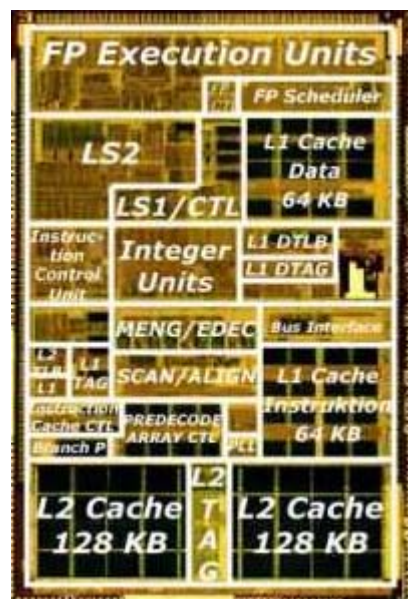 FP Execution Units
FP Scheduler
LS2
L1 Cache
Data
64 KB
LS1/CTL
Instruc-
tion
Control
Unit
Integer
Units
L1 DTLB
L1 DTAG
MENG/EDEC
Bus Interface
L2
TLB
L1
L1
TAG
SCAN/ALIGN
L1 Cache
Instruktion
64 KB
Instruction
Cache CTL
PREDECODE
ARRAY CTL
Branch P
PLL
L2 Cache
128 KB
L2
T
A
G
L2 Cache
128 KB